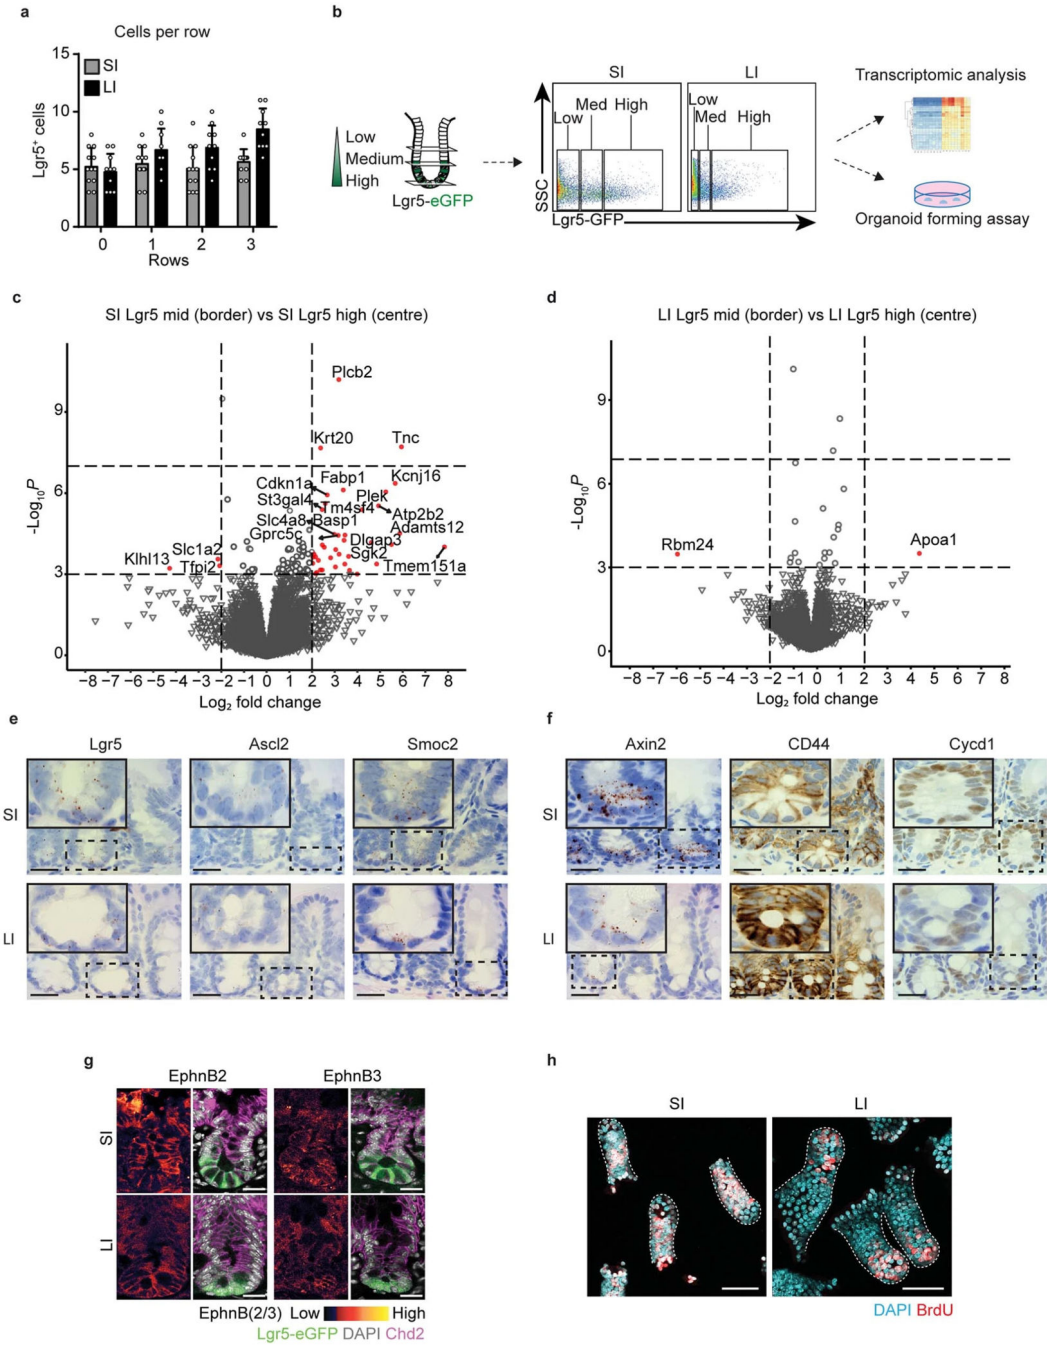 a
Cells per row
15
10
5
0
Lgr5+ cells
SI
LI
0 1 2 3
Rows
b
Low
Medium
High
Lgr5-eGFP
SI LI
Low Med High
Low
Med High
SSC
Lgr5-GFP
Transcriptomic analysis
Organoid forming assay
c
SI Lgr5 mid (border) vs SI Lgr5 high (centre)
Plcb2
Krt20
Tnc
Cdkn1a
Fabp1
Kcnj16
St3gal4
Tm4sf4
Plek
Atp2b2
Slc4a8
Basp1
Adamts12
Gprc5c
Dlgap3
Klhl13
Slc1a2
Sgk2
Tfpi2
Tmem151a
9
6
3
0
-Log10P
−8 −7 −6 −5 −4 −3 −2 −1 0 1 2 3 4 5 6 7 8
Log2 fold change
d
LI Lgr5 mid (border) vs LI Lgr5 high (centre)
Rbm24
Apoa1
9
6
3
0
-Log10P
−8 −7 −6 −5 −4 −3 −2 −1 0 1 2 3 4 5 6 7 8
Log2 fold change
e
Lgr5 Ascl2 Smoc2
SI
LI
f
Axin2 CD44 Cycd1
SI
LI
g
EphnB2 EphnB3
SI
LI
EphnB(2/3) Low High
Lgr5-eGFP DAPI Chd2
h
SI LI
DAPI BrdU